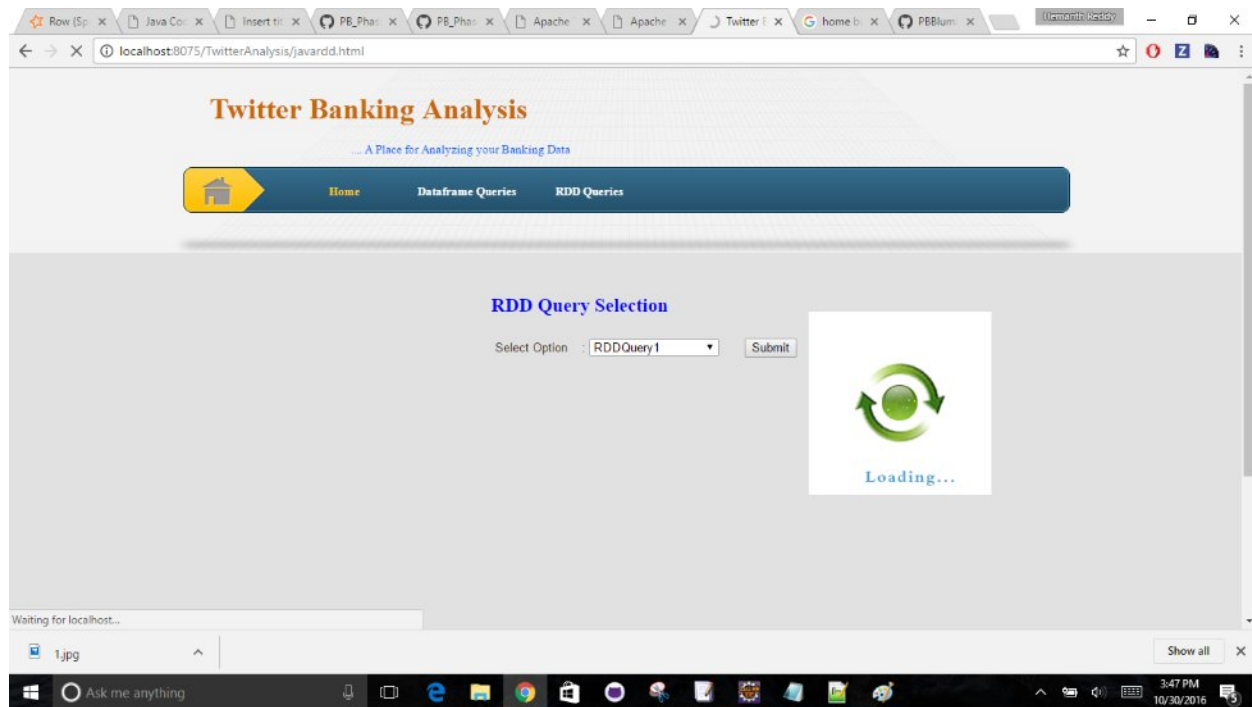 Row (Sp
Java Co
Insert tit
PB_Phas
PB_Phas
Apache
Apache
Twitter
home b
PBBlum
Hemanth Reddy
localhost:8075/TwitterAnalysis/javardd.html
Twitter Banking Analysis
.... A Place for Analyzing your Banking Data
Home Dataframe Queries RDD Queries
RDD Query Selection
Select Option : RDDQuery1 Submit
Loading...
Waiting for localhost...
1.jpg
Show all
Ask me anything
3:47 PM
10/30/2016